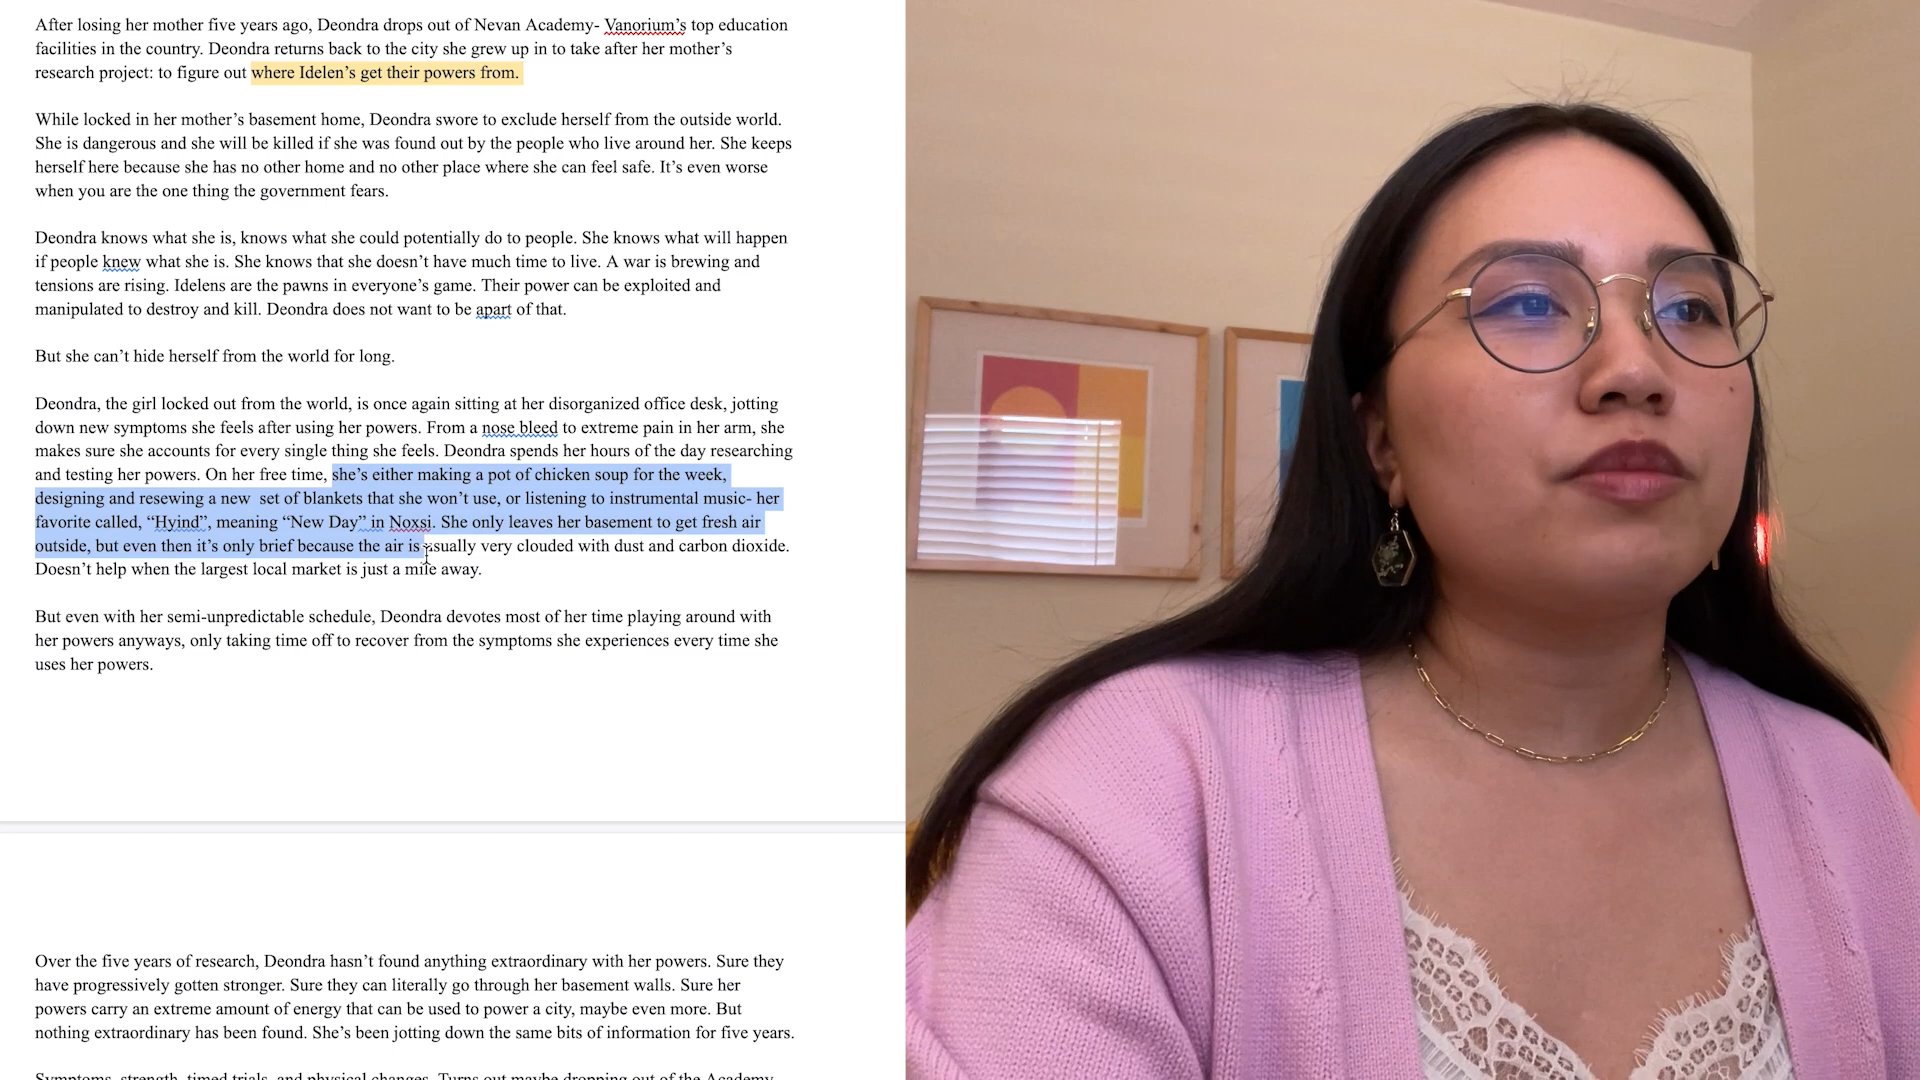 After losing her mother five years ago, Deondra drops out of Nevan Academy- Vanorium’s top education
facilities in the country. Deondra returns back to the city she grew up in to take after her mother’s
research project: to figure out where Idelen’s get their powers from.
While locked in her mother’s basement home, Deondra swore to exclude herself from the outside world.
She is dangerous and she will be killed if she was found out by the people who live around her. She keeps
herself here because she has no other home and no other place where she can feel safe. It’s even worse
when you are the one thing the government fears.
Deondra knows what she is, knows what she could potentially do to people. She knows what will happen
if people knew what she is. She knows that she doesn’t have much time to live. A war is brewing and
tensions are rising. Idelens are the pawns in everyone’s game. Their power can be exploited and
manipulated to destroy and kill. Deondra does not want to be apart of that.
But she can’t hide herself from the world for long.
Deondra, the girl locked out from the world, is once again sitting at her disorganized office desk, jotting
down new symptoms she feels after using her powers. From a nose bleed to extreme pain in her arm, she
makes sure she accounts for every single thing she feels. Deondra spends her hours of the day researching
and testing her powers. On her free time, she’s either making a pot of chicken soup for the week,
designing and resewing a new  set of blankets that she won’t use, or listening to instrumental music- her
favorite called, “Hyind”, meaning “New Day” in Noxsi. She only leaves her basement to get fresh air
outside, but even then it’s only brief because the air is usually very clouded with dust and carbon dioxide.
Doesn’t help when the largest local market is just a mile away.
But even with her semi-unpredictable schedule, Deondra devotes most of her time playing around with
her powers anyways, only taking time off to recover from the symptoms she experiences every time she
uses her powers.
Over the five years of research, Deondra hasn’t found anything extraordinary with her powers. Sure they
have progressively gotten stronger. Sure they can literally go through her basement walls. Sure her
powers carry an extreme amount of energy that can be used to power a city, maybe even more. But
nothing extraordinary has been found. She’s been jotting down the same bits of information for five years.
Symptoms, strength, timed trials, and physical changes. Turns out maybe dropping out of the Academy